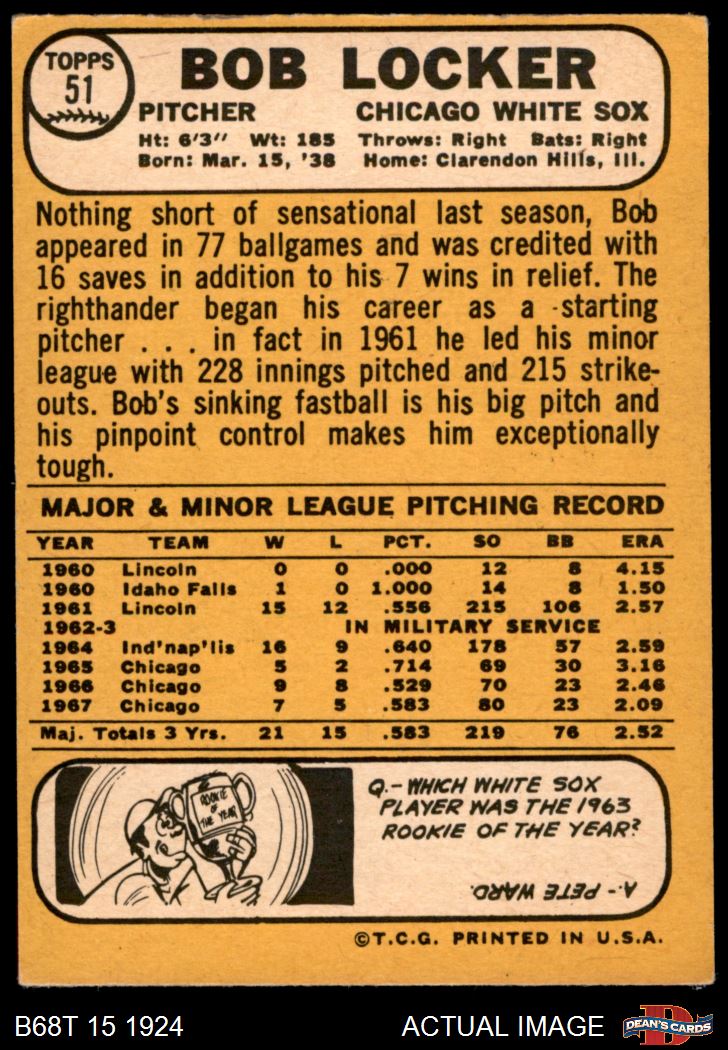 TOPPS
51
BOB LOCKER
PITCHER CHICAGO WHITE SOX
Ht: 6'3" Wt: 185 Throws: Right Bats: Right
Born: Mar. 15, '38 Home: Clarendon Hills, Ill.
Nothing short of sensational last season, Bob
appeared in 77 ballgames and was credited with
16 saves in addition to his 7 wins in relief. The
righthander began his career as a starting
pitcher . . . in fact in 1961 he led his minor
league with 228 innings pitched and 215 strike-
outs. Bob's sinking fastball is his big pitch and
his pinpoint control makes him exceptionally
tough.
MAJOR & MINOR LEAGUE PITCHING RECORD
YEAR TEAM W L PCT. SO BB ERA
1960 Lincoln 0 0 .000 12 8 4.15
1960 Idaho Falls 1 0 1.000 14 8 1.50
1961 Lincoln 15 12 .556 215 106 2.57
1962-3 IN MILITARY SERVICE
1964 Ind'nap'lis 16 9 .640 178 57 2.59
1965 Chicago 5 2 .714 69 30 3.16
1966 Chicago 9 8 .529 70 23 2.46
1967 Chicago 7 5 .583 80 23 2.09
Maj. Totals 3 Yrs. 21 15 .583 219 76 2.52
ROOKIE
OF
THE YEAR
Q.-WHICH WHITE SOX
PLAYER WAS THE 1963
ROOKIE OF THE YEAR?
A.- PETE WARD.
©T.C.G. PRINTED IN U.S.A.
B68T 15 1924 ACTUAL IMAGE
D
DEAN'S CARDS